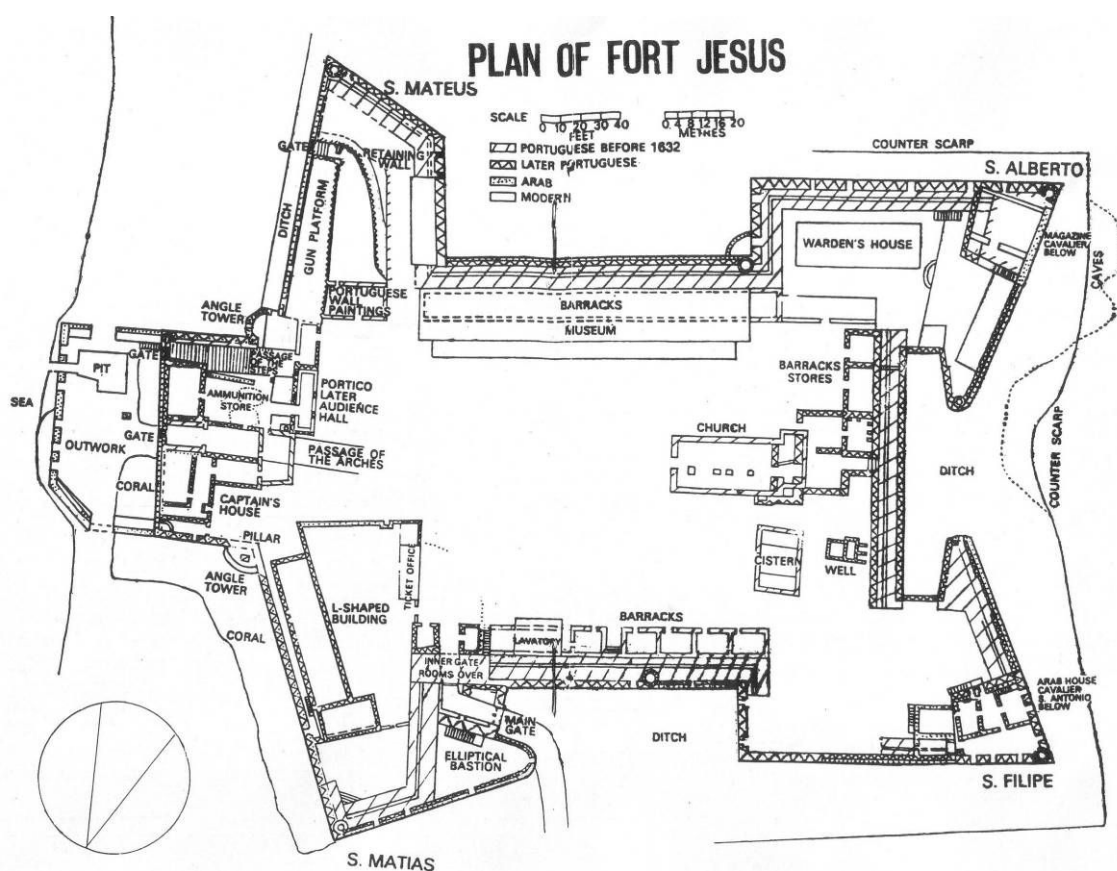 PLAN OF FORT JESUS
S. MATEUS
SCALE
0 10 20 30 40
FEET
0 4 8 12 16 20
METRES
PORTUGUESE BEFORE 1632
LATER PORTUGUESE
ARAB
MODERN
GATE
RETAINING
WALL
DITCH
GUN PLATFORM
PORTUGUESE
WALL
PAINTINGS
COUNTER SCARP
S. ALBERTO
MAGAZINE
CAVALIER
BELOW
CAVES
WARDEN'S HOUSE
BARRACKS
MUSEUM
ANGLE
TOWER
GATE
PASSAGE
OF THE
STEPS
PIT
SEA
AMMUNITION
STORE
PORTICO
LATER
AUDIENCE
HALL
BARRACKS
STORES
CHURCH
OUTWORK
GATE
PASSAGE OF
THE ARCHES
DITCH
COUNTER SCARP
CORAL
CAPTAIN'S
HOUSE
PILLAR
ANGLE
TOWER
CISTERN
WELL
TICKET OFFICE
L-SHAPED
BUILDING
CORAL
BARRACKS
LAVATORY
INNER GATE
ROOMS OVER
MAIN
GATE
DITCH
ELLIPTICAL
BASTION
ARAB HOUSE
CAVALIER
S. ANTONIO
BELOW
S. FILIPE
S. MATIAS